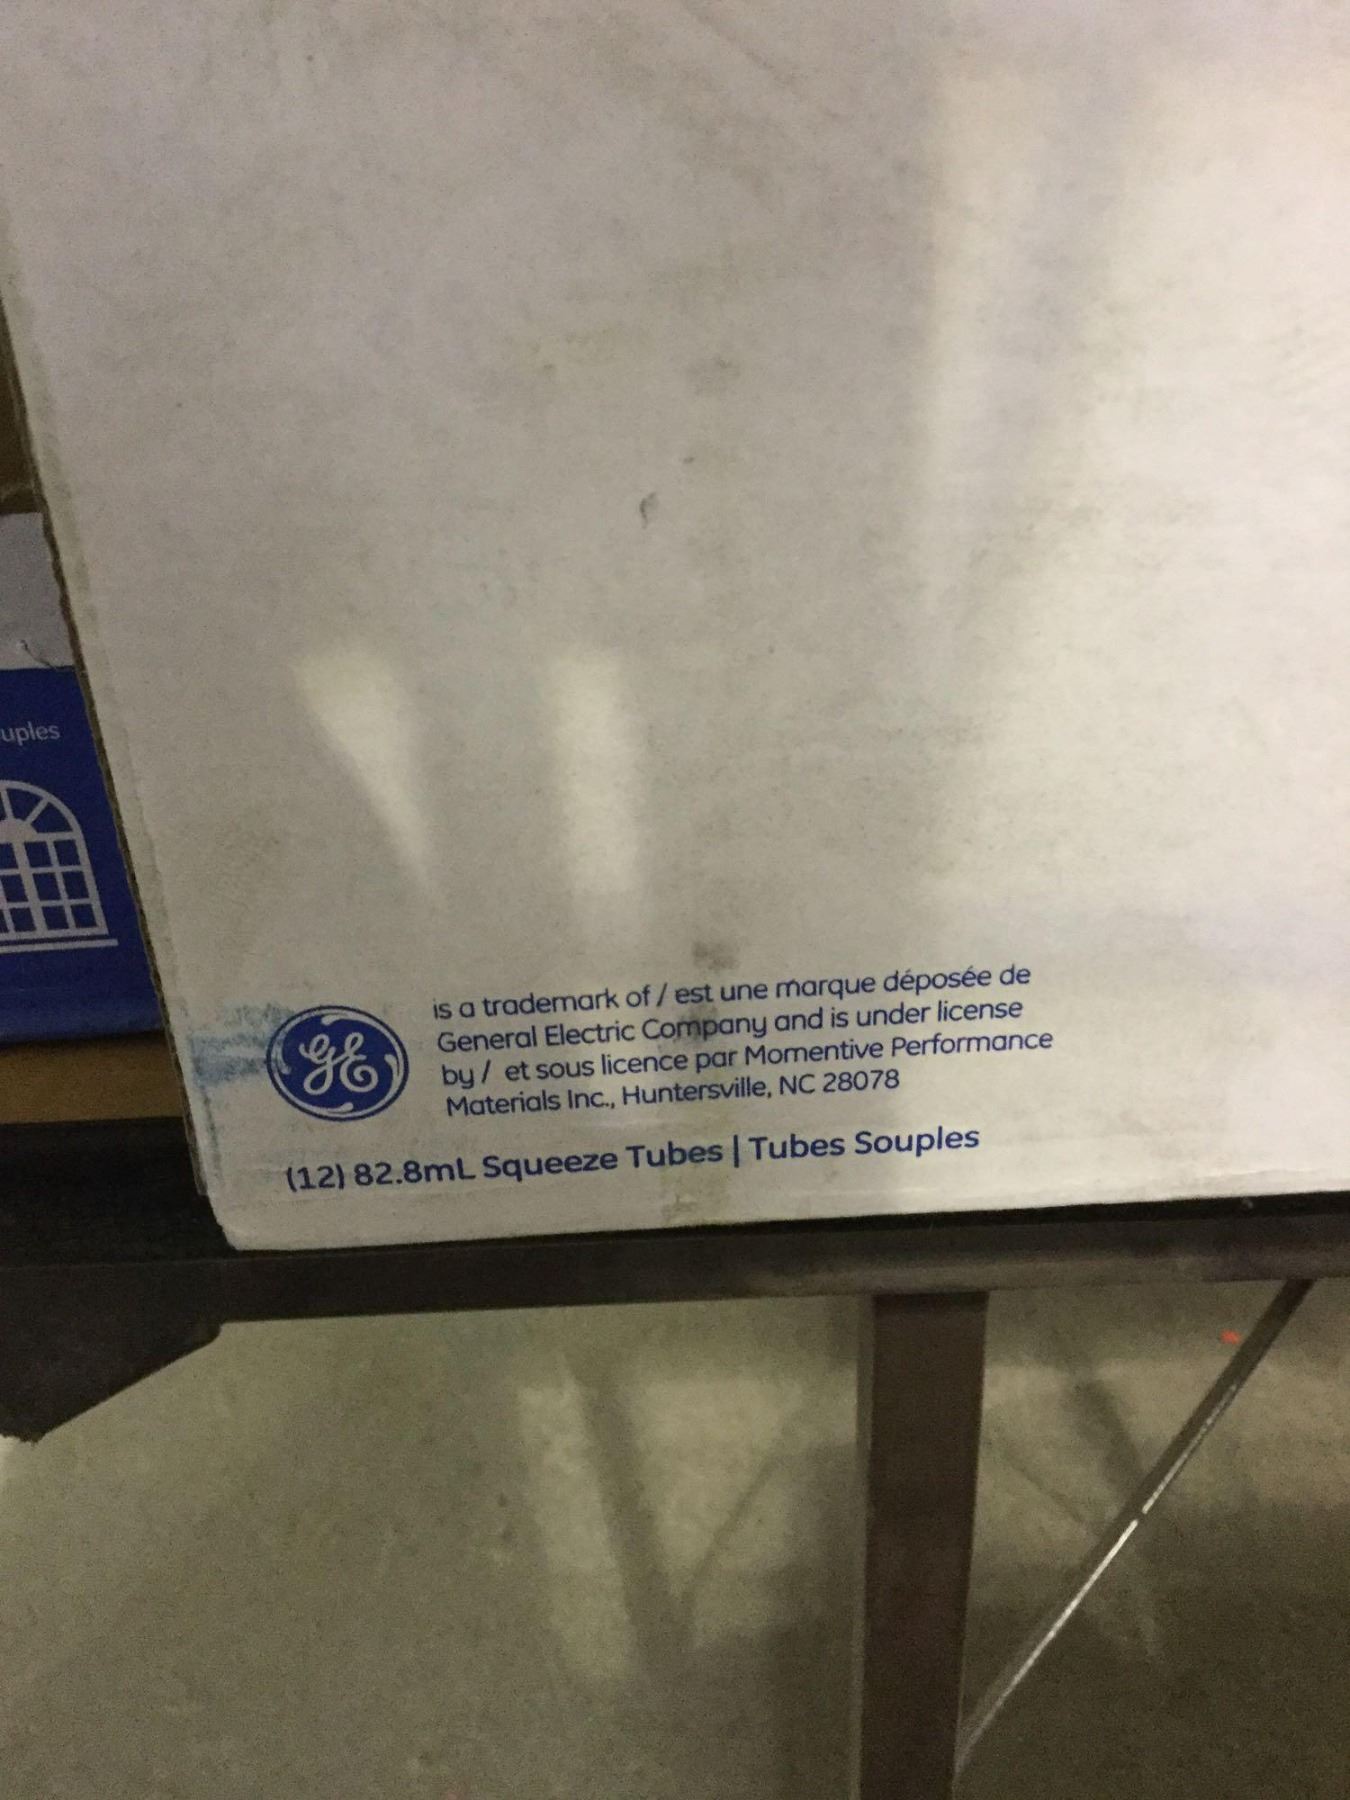 uples
GE
is a trademark of / est une marque déposée de
General Electric Company and is under license
by / et sous licence par Momentive Performance
Materials Inc., Huntersville, NC 28078
(12) 82.8mL Squeeze Tubes | Tubes Souples